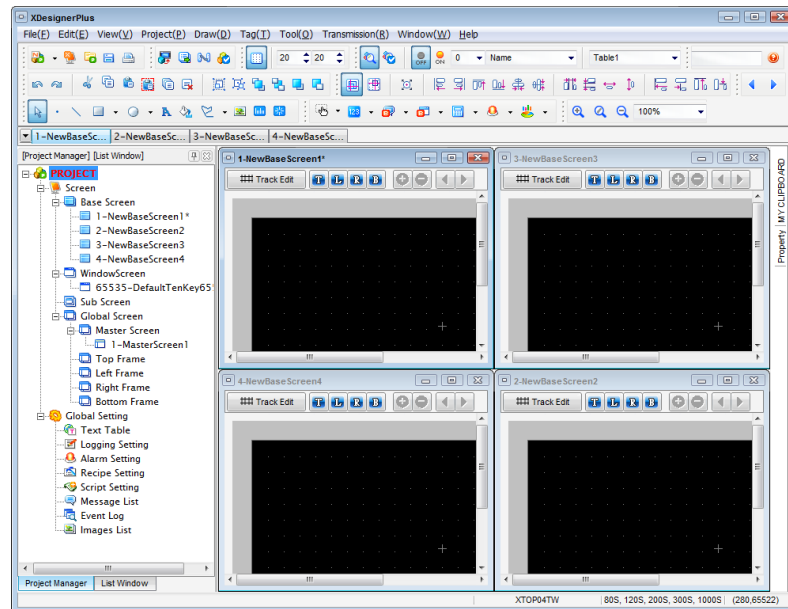 XDesignerPlus
File(F) Edit(E) View(V) Project(P) Draw(D) Tag(T) Tool(O) Transmission(R) Window(W) Help
20 20 OFF ON 0 Name Table1
A 123 100%
1-NewBaseSc... 2-NewBaseSc... 3-NewBaseSc... 4-NewBaseSc...
[Project Manager] [List Window]
PROJECT
Screen
Base Screen
1-NewBaseScreen1*
2-NewBaseScreen2
3-NewBaseScreen3
4-NewBaseScreen4
WindowScreen
65535-DefaultTenKey65
Sub Screen
Global Screen
Master Screen
1-MasterScreen1
Top Frame
Left Frame
Right Frame
Bottom Frame
Global Setting
Text Table
Logging Setting
Alarm Setting
Recipe Setting
Script Setting
Message List
Event Log
Images List
Project Manager List Window
1-NewBaseScreen1*
Track Edit T L R B
3-NewBaseScreen3
Track Edit T L R B
4-NewBaseScreen4
Track Edit T L R B
2-NewBaseScreen2
Track Edit T L R B
MY CLIPBOARD
Property
XTOP04TW 80S, 120S, 200S, 300S, 1000S (280,65522)